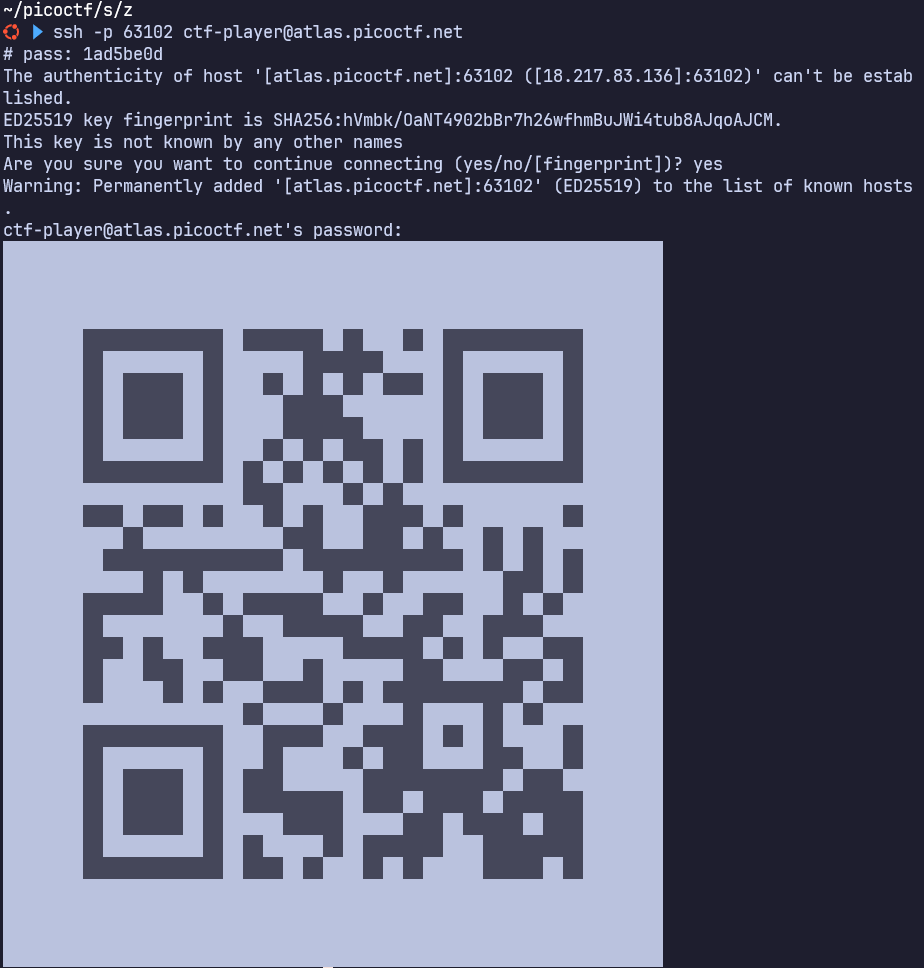 ~/picoctf/s/z
ssh -p 63102 ctf-player@atlas.picoctf.net
# pass: 1ad5be0d
The authenticity of host '[atlas.picoctf.net]:63102 ([18.217.83.136]:63102)' can't be estab
lished.
ED25519 key fingerprint is SHA256:hVmbk/OaNT4902bBr7h26wfhmBuJWi4tub8AJqoAJCM.
This key is not known by any other names
Are you sure you want to continue connecting (yes/no/[fingerprint])? yes
Warning: Permanently added '[atlas.picoctf.net]:63102' (ED25519) to the list of known hosts
.
ctf-player@atlas.picoctf.net's password: